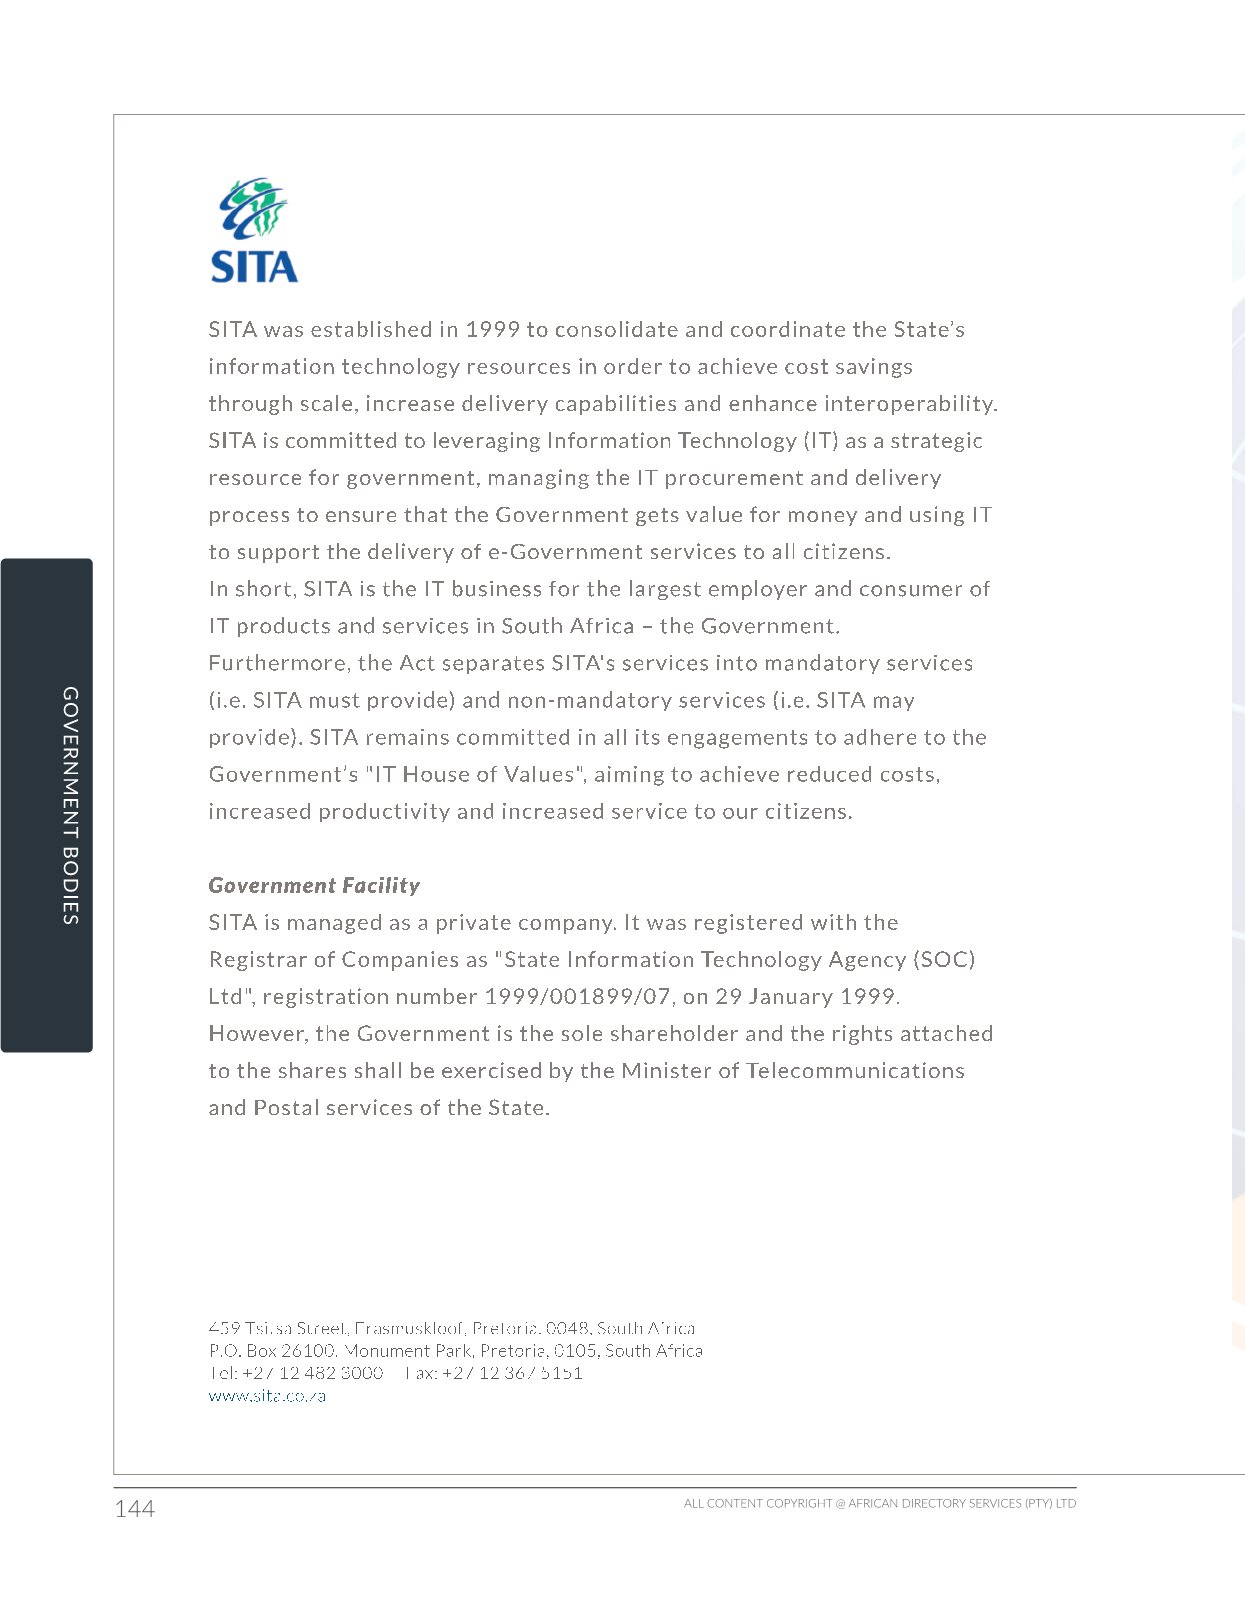 SITA
SITA was established in 1999 to consolidate and coordinate the State’s
information technology resources in order to achieve cost savings
through scale, increase delivery capabilities and enhance interoperability.
SITA is committed to leveraging Information Technology (IT) as a strategic
resource for government, managing the IT procurement and delivery
process to ensure that the Government gets value for money and using IT
to support the delivery of e-Government services to all citizens.
In short, SITA is the IT business for the largest employer and consumer of
IT products and services in South Africa – the Government.
Furthermore, the Act separates SITA's services into mandatory services
(i.e. SITA must provide) and non-mandatory services (i.e. SITA may
provide). SITA remains committed in all its engagements to adhere to the
Government’s "IT House of Values", aiming to achieve reduced costs,
increased productivity and increased service to our citizens.
Government Facility
SITA is managed as a private company. It was registered with the
Registrar of Companies as "State Information Technology Agency (SOC)
Ltd", registration number 1999/001899/07, on 29 January 1999.
However, the Government is the sole shareholder and the rights attached
to the shares shall be exercised by the Minister of Telecommunications
and Postal services of the State.
459 Tsitsa Street, Erasmuskloof, Pretoria, 0048, South Africa
P.O. Box 26100, Monument Park, Pretoria, 0105, South Africa
Tel: +27 12 482 3000 Fax: +27 12 367 5151
www.sita.co.za
GOVERNMENT BODIES
144
ALL CONTENT COPYRIGHT @ AFRICAN DIRECTORY SERVICES (PTY) LTD